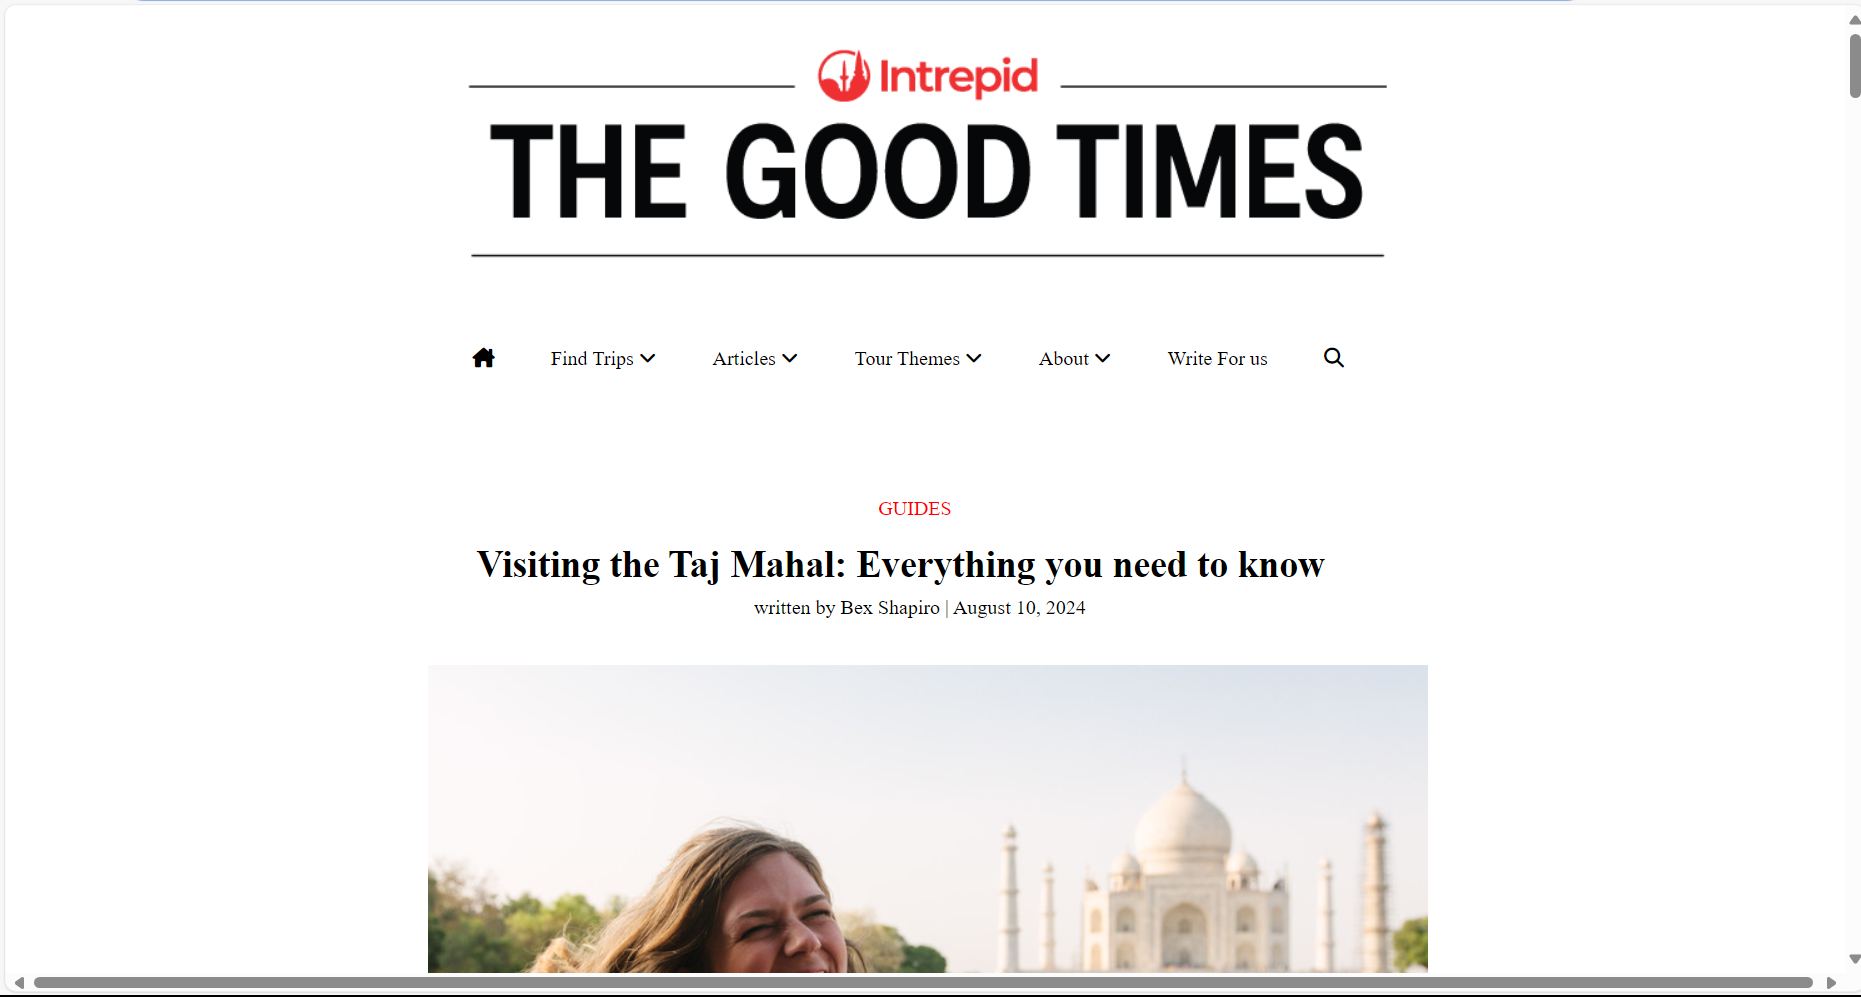 Intrepid
THE GOOD TIMES
Find Trips Articles Tour Themes About Write For us
GUIDES
Visiting the Taj Mahal: Everything you need to know
written by Bex Shapiro | August 10, 2024